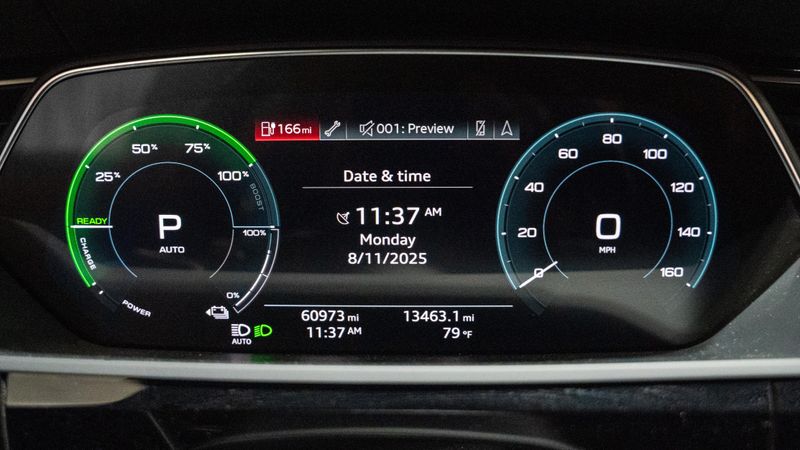 166 mi
001: Preview
50%
75%
25%
100%
BOOST
READY
P
AUTO
100%
CHARGE
0%
POWER
AUTO
Date & time
11:37 AM
Monday
8/11/2025
60973 mi
13463.1 mi
11:37 AM
79 °F
80
60
100
40
120
20
140
0
160
0
MPH